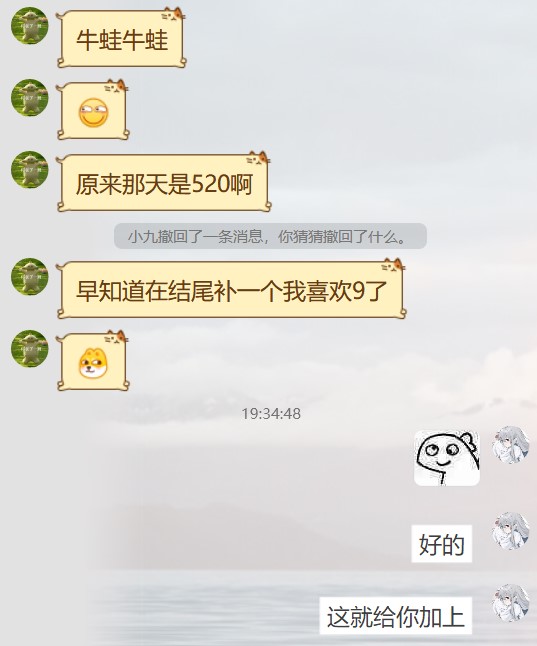 牛蛙牛蛙
原来那天是520啊
小九撤回了一条消息，你猜猜撤回了什么。
早知道在结尾补一个我喜欢9了
19:34:48
好的
这就给你加上